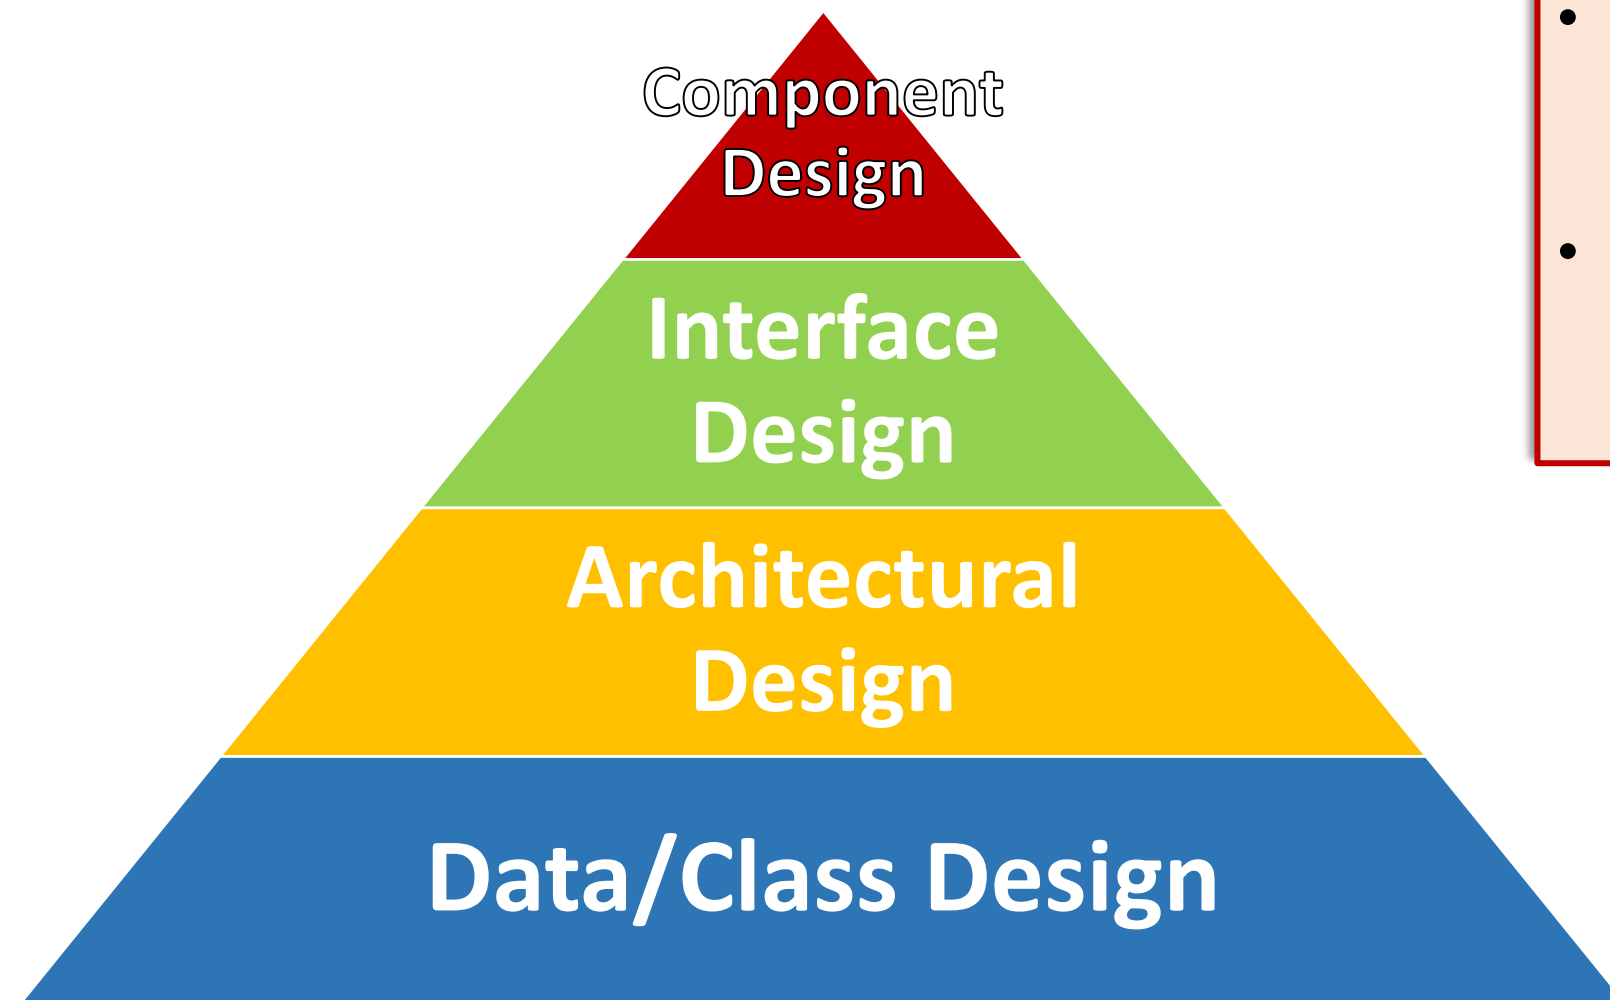 Component
Design
Interface
Design
Architectural
Design
Data/Class Design